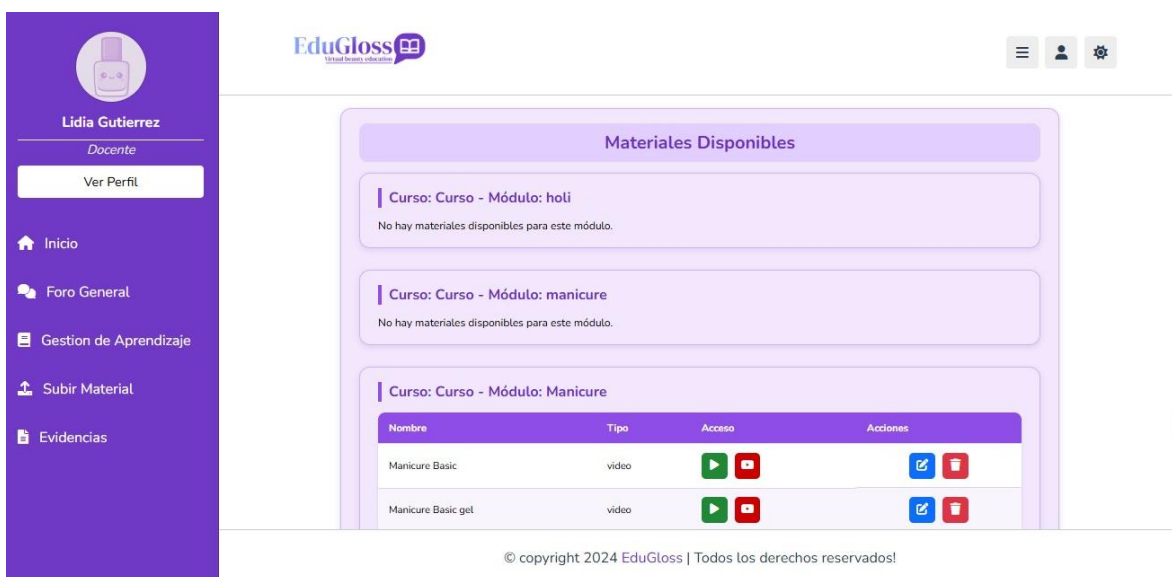 Lidia Gutierrez
Docente
Ver Perfil
Inicio
Foro General
Gestion de Aprendizaje
Subir Material
Evidencias
EduGloss
Virtual beauty education
Materiales Disponibles
Curso: Curso - Módulo: holi
No hay materiales disponibles para este módulo.
Curso: Curso - Módulo: manicure
No hay materiales disponibles para este módulo.
Curso: Curso - Módulo: Manicure
Nombre Tipo Acceso Acciones
Manicure Basic video
Manicure Basic gel video
© copyright 2024 EduGloss | Todos los derechos reservados!